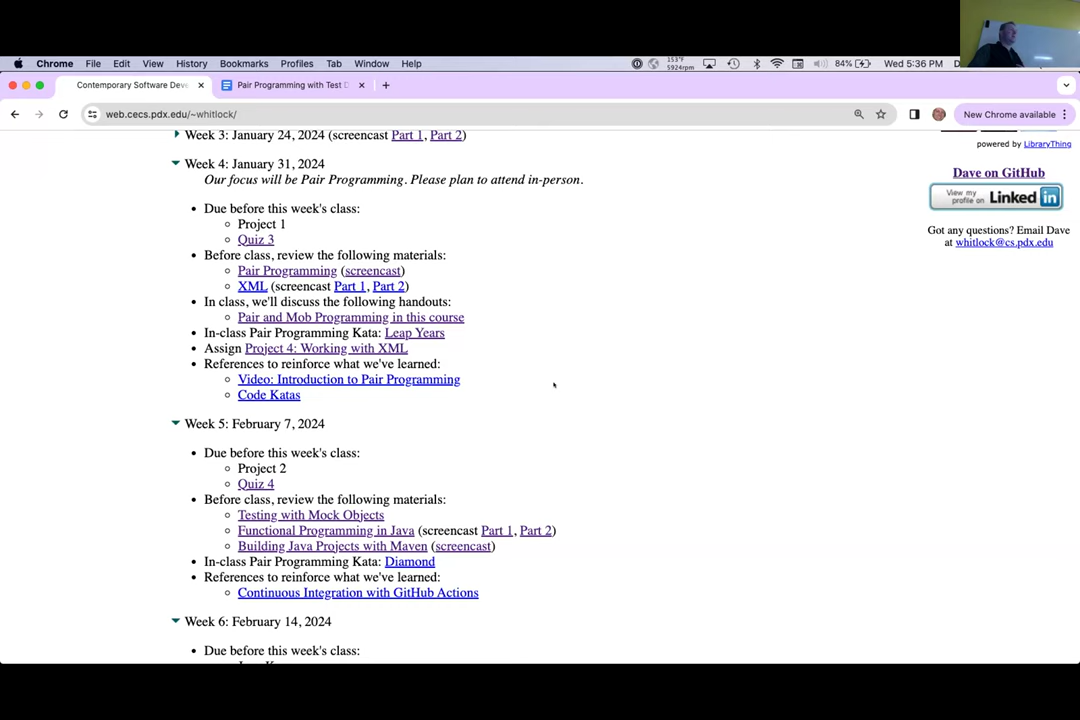 Chrome File Edit View History Bookmarks Profiles Tab Window Help 153°F 5924rpm 84% Wed 5:36 PM
Contemporary Software Deve Pair Programming with Test D
web.cecs.pdx.edu/~whitlock/ New Chrome available
Week 3: January 24, 2024 (screencast Part 1, Part 2)
powered by LibraryThing
Week 4: January 31, 2024
Our focus will be Pair Programming. Please plan to attend in-person.
Dave on GitHub
View my profile on LinkedIn
Got any questions? Email Dave
at whitlock@cs.pdx.edu
Due before this week's class:
Project 1
Quiz 3
Before class, review the following materials:
Pair Programming (screencast)
XML (screencast Part 1, Part 2)
In class, we'll discuss the following handouts:
Pair and Mob Programming in this course
In-class Pair Programming Kata: Leap Years
Assign Project 4: Working with XML
References to reinforce what we've learned:
Video: Introduction to Pair Programming
Code Katas
Week 5: February 7, 2024
Due before this week's class:
Project 2
Quiz 4
Before class, review the following materials:
Testing with Mock Objects
Functional Programming in Java (screencast Part 1, Part 2)
Building Java Projects with Maven (screencast)
In-class Pair Programming Kata: Diamond
References to reinforce what we've learned:
Continuous Integration with GitHub Actions
Week 6: February 14, 2024
Due before this week's class: